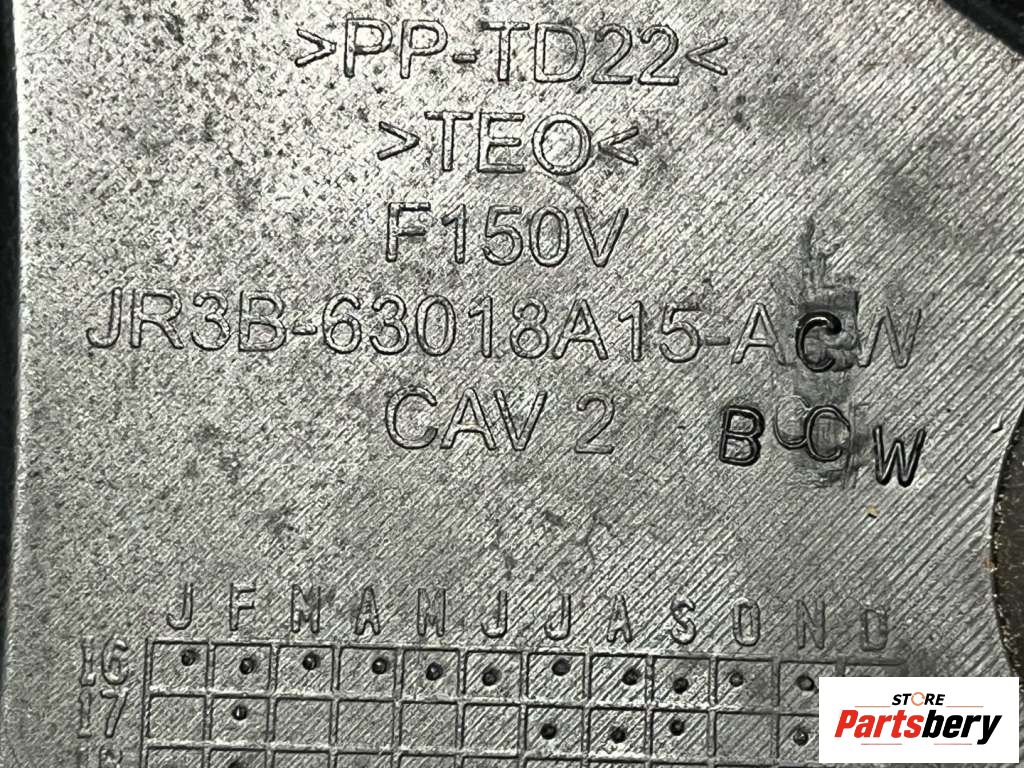 >PP-TD22<
>TEO<
F150V
JR3B-63018A15-ACW
CAV 2
BCW
J F M A M J J A S O N D
16
17
STORE
Partsbery